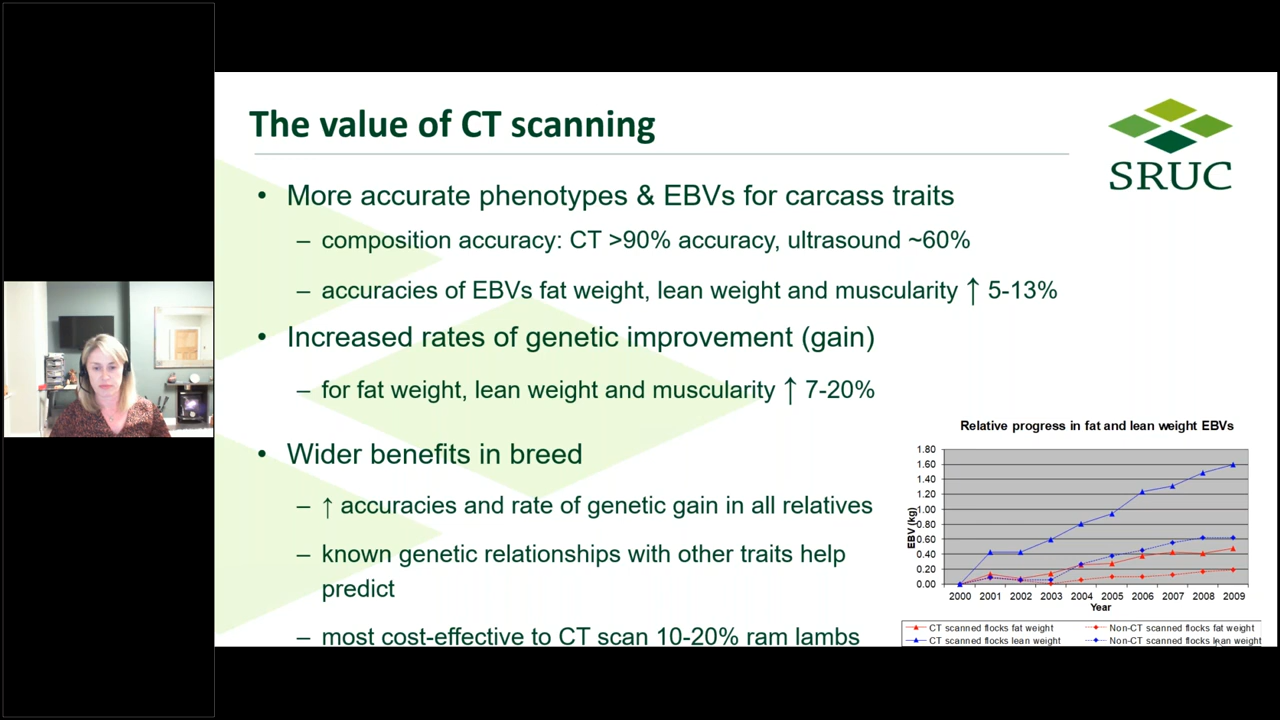 The value of CT scanning
SRUC
• More accurate phenotypes & EBVs for carcass traits
– composition accuracy: CT >90% accuracy, ultrasound ~60%
– accuracies of EBVs fat weight, lean weight and muscularity ↑ 5-13%
• Increased rates of genetic improvement (gain)
– for fat weight, lean weight and muscularity ↑ 7-20%
• Wider benefits in breed
– ↑ accuracies and rate of genetic gain in all relatives
– known genetic relationships with other traits help
predict
– most cost-effective to CT scan 10-20% ram lambs
Relative progress in fat and lean weight EBVs
1.80
1.60
1.40
1.20
1.00
0.80
0.60
0.40
0.20
0.00
EBV (kg)
2000 2001 2002 2003 2004 2005 2006 2007 2008 2009
Year
CT scanned flocks fat weight Non-CT scanned flocks fat weight
CT scanned flocks lean weight Non-CT scanned flocks lean weight